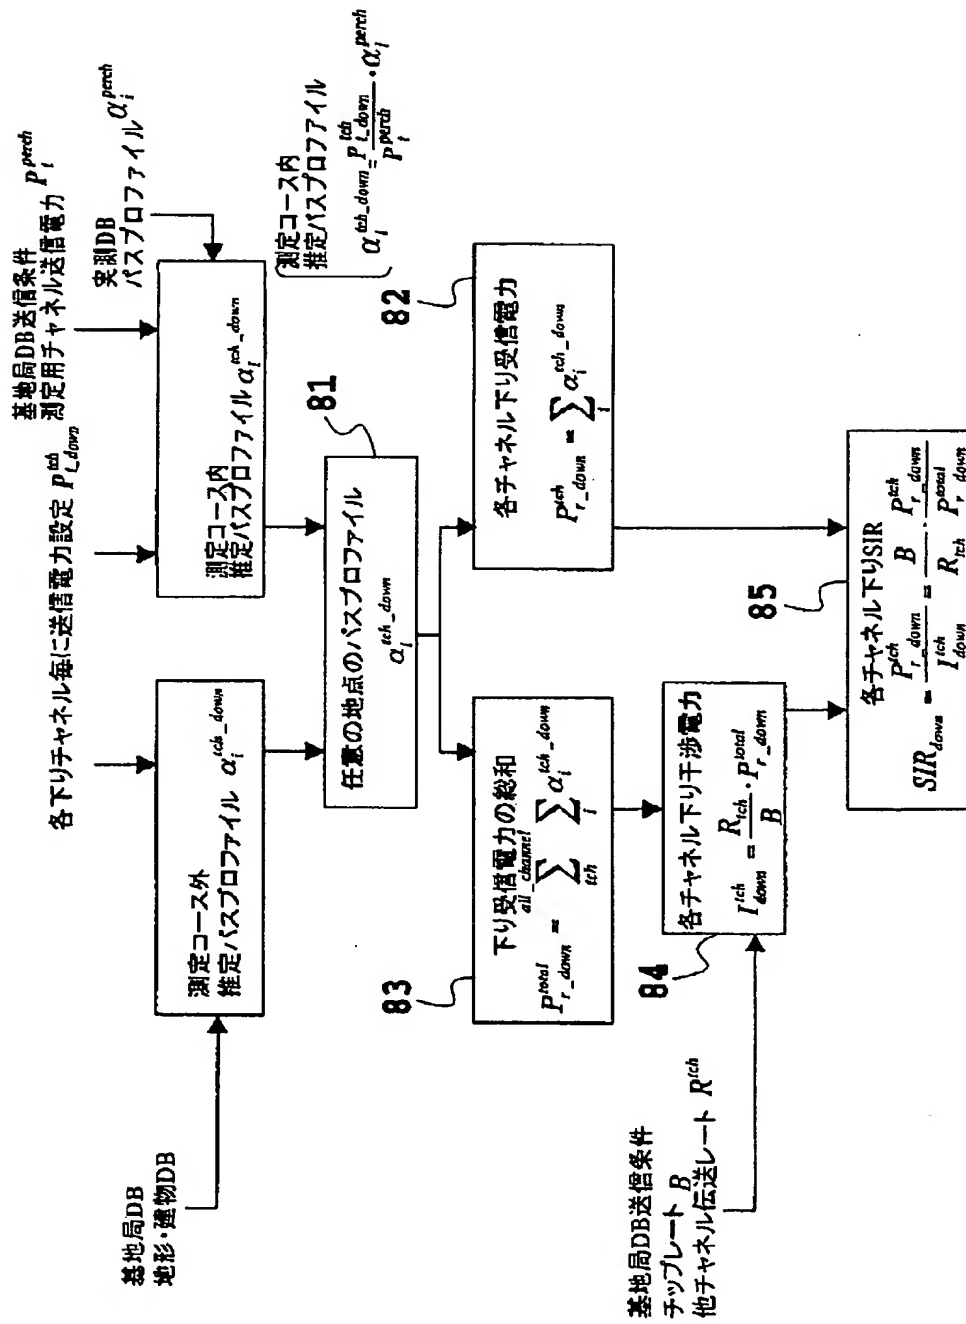 各下りチャネル毎に送信電力設定 P_{t_down}^{tch}
基地局DB送信条件
測定用チャネル送信電力 P_t^{perch}
実測DB
パスプロファイル α_i^{perch}
基地局DB
地形・建物DB
測定コース外
推定パスプロファイル α_i^{tch_down}
測定コース内
推定パスプロファイル α_i^{tch_down}
測定コース内
推定パスプロファイル
α_i^{tch_down} = P_{t_down}^{tch} / P_t^{perch} ・ α_i^{perch}
81
任意の地点のパスプロファイル
α_i^{tch_down}
83
下り受信電力の総和
P_{r_down}^{total} = Σ_{tch}^{all_channel} Σ_i α_i^{tch_down}
82
各チャネル下り受信電力
P_{r_down}^{tch} = Σ_i α_i^{tch_down}
基地局DB送信条件
チップレート B
他チャネル伝送レート R^{tch}
84
各チャネル下り干渉電力
I_{down}^{tch} = R_{tch} / B ・ P_{r_down}^{total}
85
各チャネル下りSIR
SIR_{down} = P_{r_down}^{tch} / I_{down}^{tch} = B / R_{tch} ・ P_{r_down}^{tch} / P_{r_down}^{total}